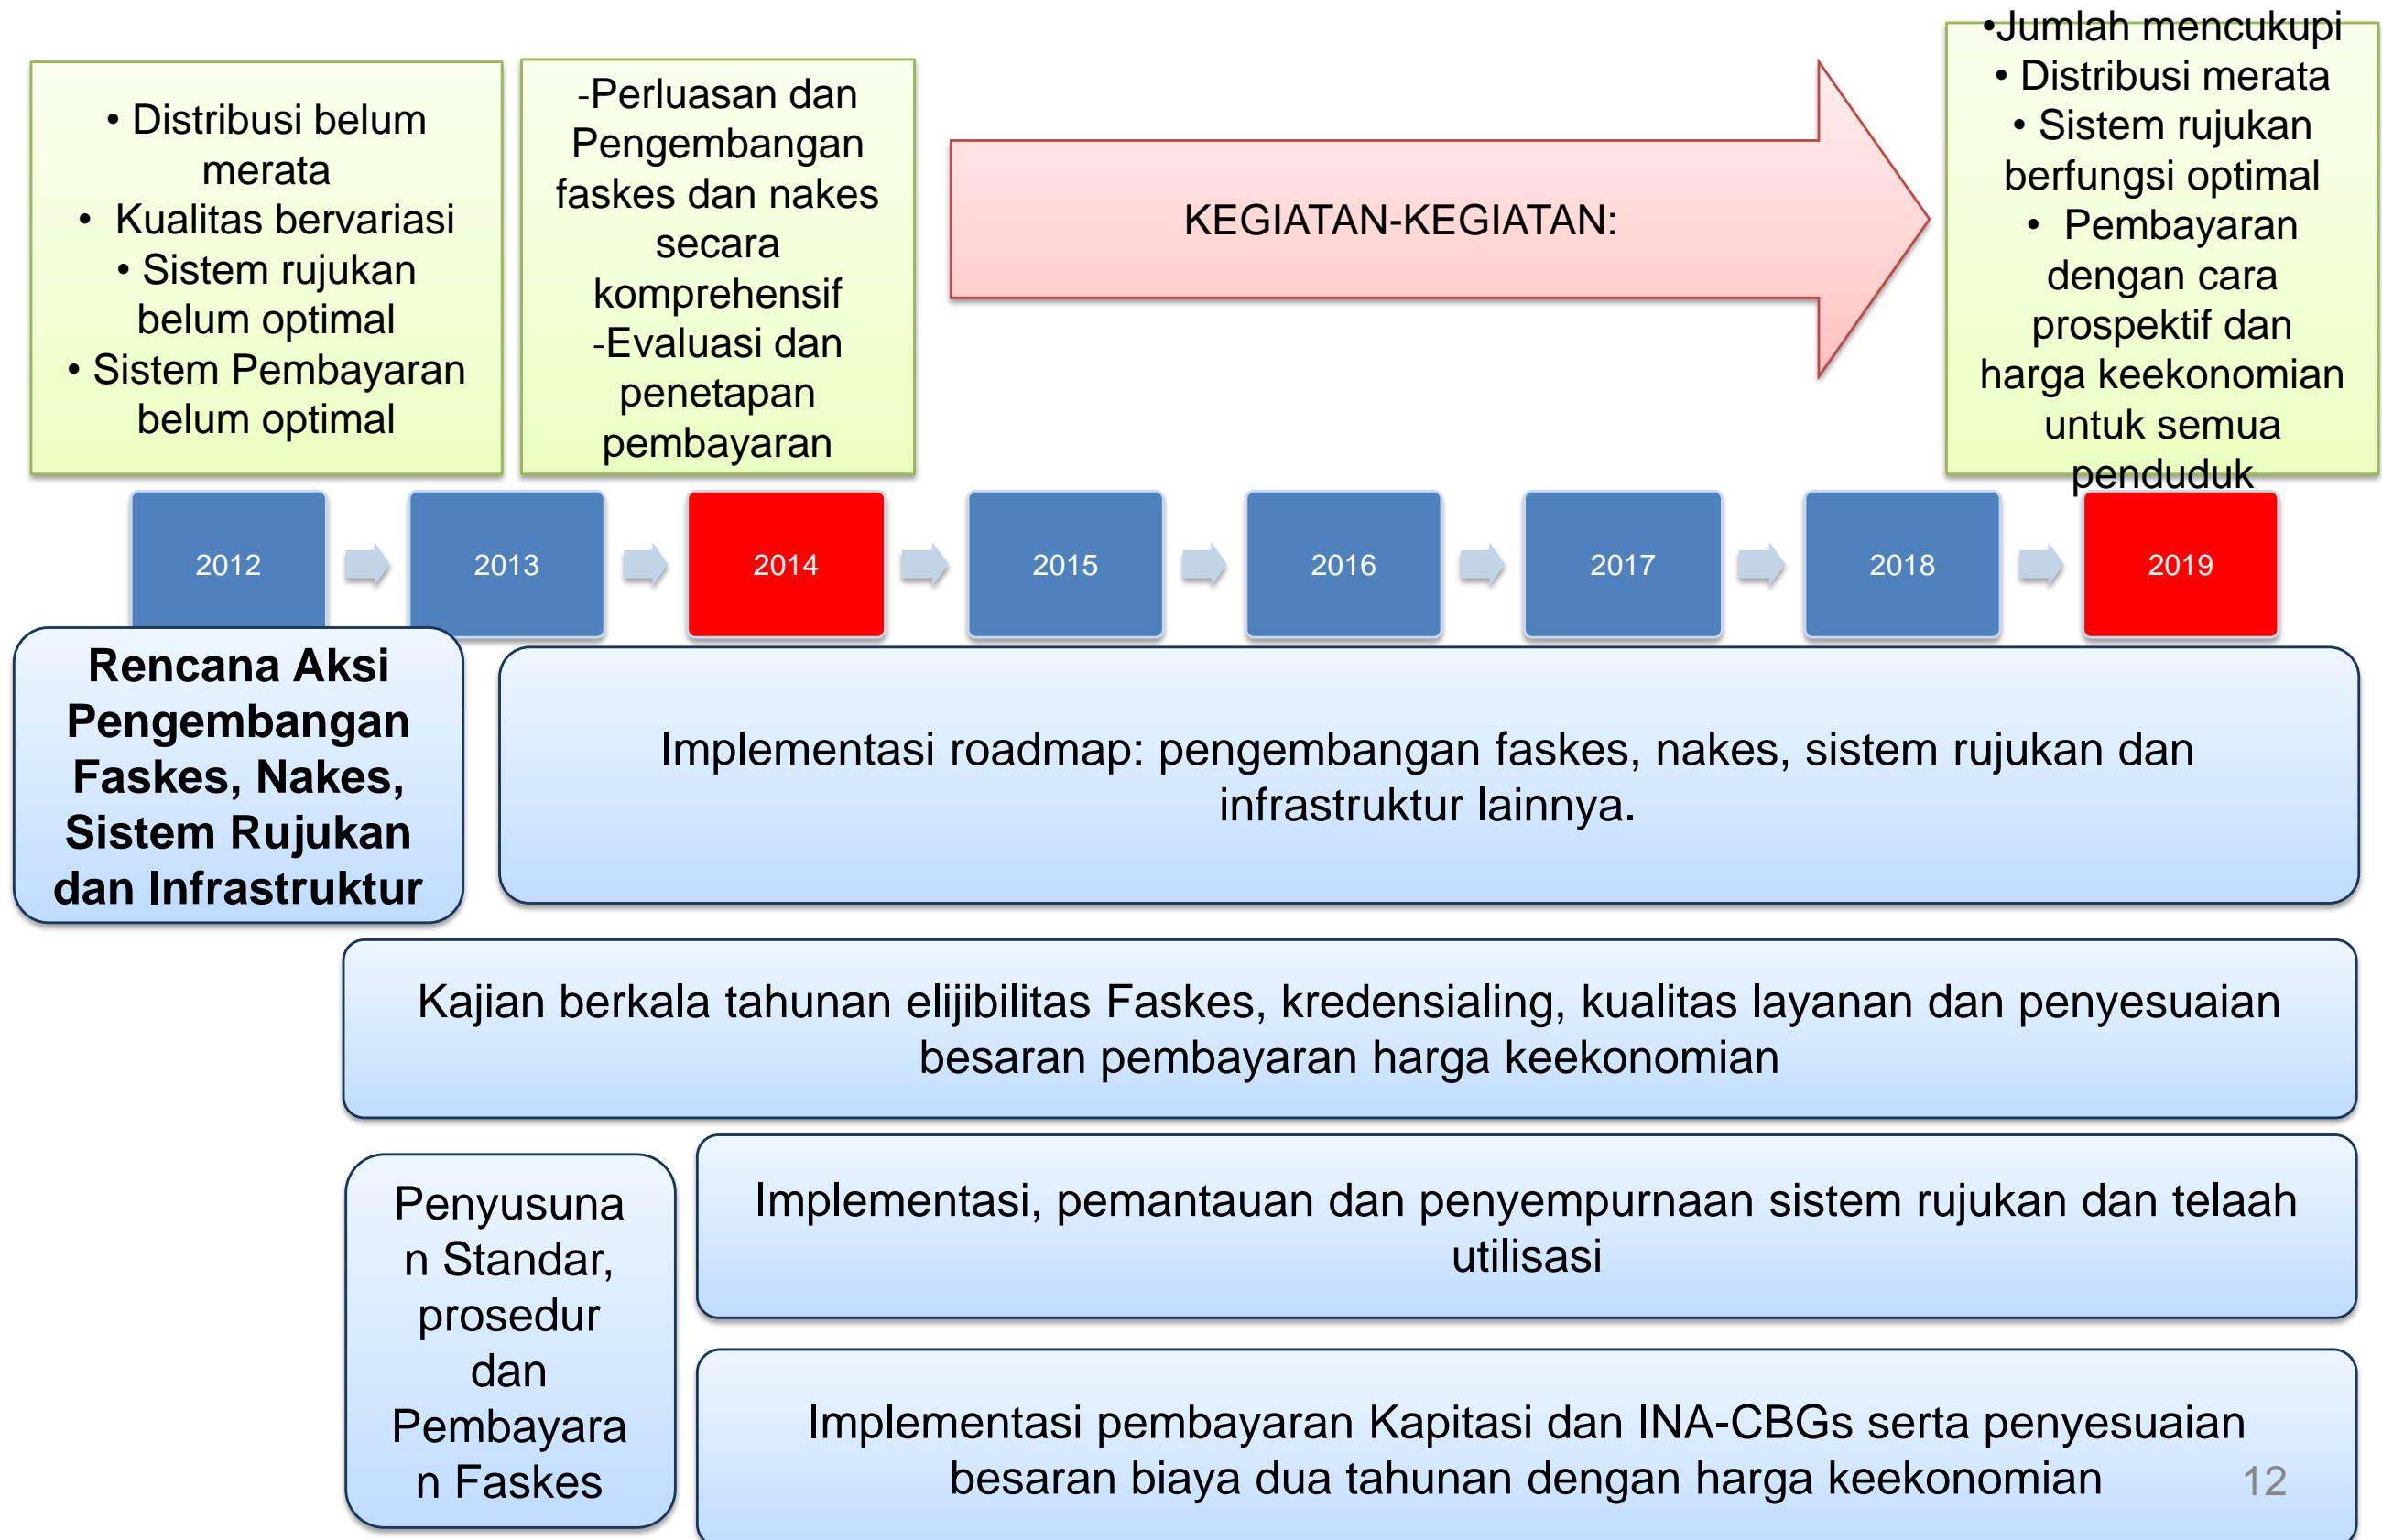 • Distribusi belum
merata
• Kualitas bervariasi
• Sistem rujukan
belum optimal
• Sistem Pembayaran
belum optimal
-Perluasan dan
Pengembangan
faskes dan nakes
secara
komprehensif
-Evaluasi dan
penetapan
pembayaran
KEGIATAN-KEGIATAN:
•Jumlah mencukupi
• Distribusi merata
• Sistem rujukan
berfungsi optimal
• Pembayaran
dengan cara
prospektif dan
harga keekonomian
untuk semua
penduduk
2012
2013
2014
2015
2016
2017
2018
2019
Rencana Aksi
Pengembangan
Faskes, Nakes,
Sistem Rujukan
dan Infrastruktur
Implementasi roadmap: pengembangan faskes, nakes, sistem rujukan dan
infrastruktur lainnya.
Kajian berkala tahunan elijibilitas Faskes, kredensialing, kualitas layanan dan penyesuaian
besaran pembayaran harga keekonomian
Penyusuna
n Standar,
prosedur
dan
Pembayara
n Faskes
Implementasi, pemantauan dan penyempurnaan sistem rujukan dan telaah
utilisasi
Implementasi pembayaran Kapitasi dan INA-CBGs serta penyesuaian
besaran biaya dua tahunan dengan harga keekonomian
12